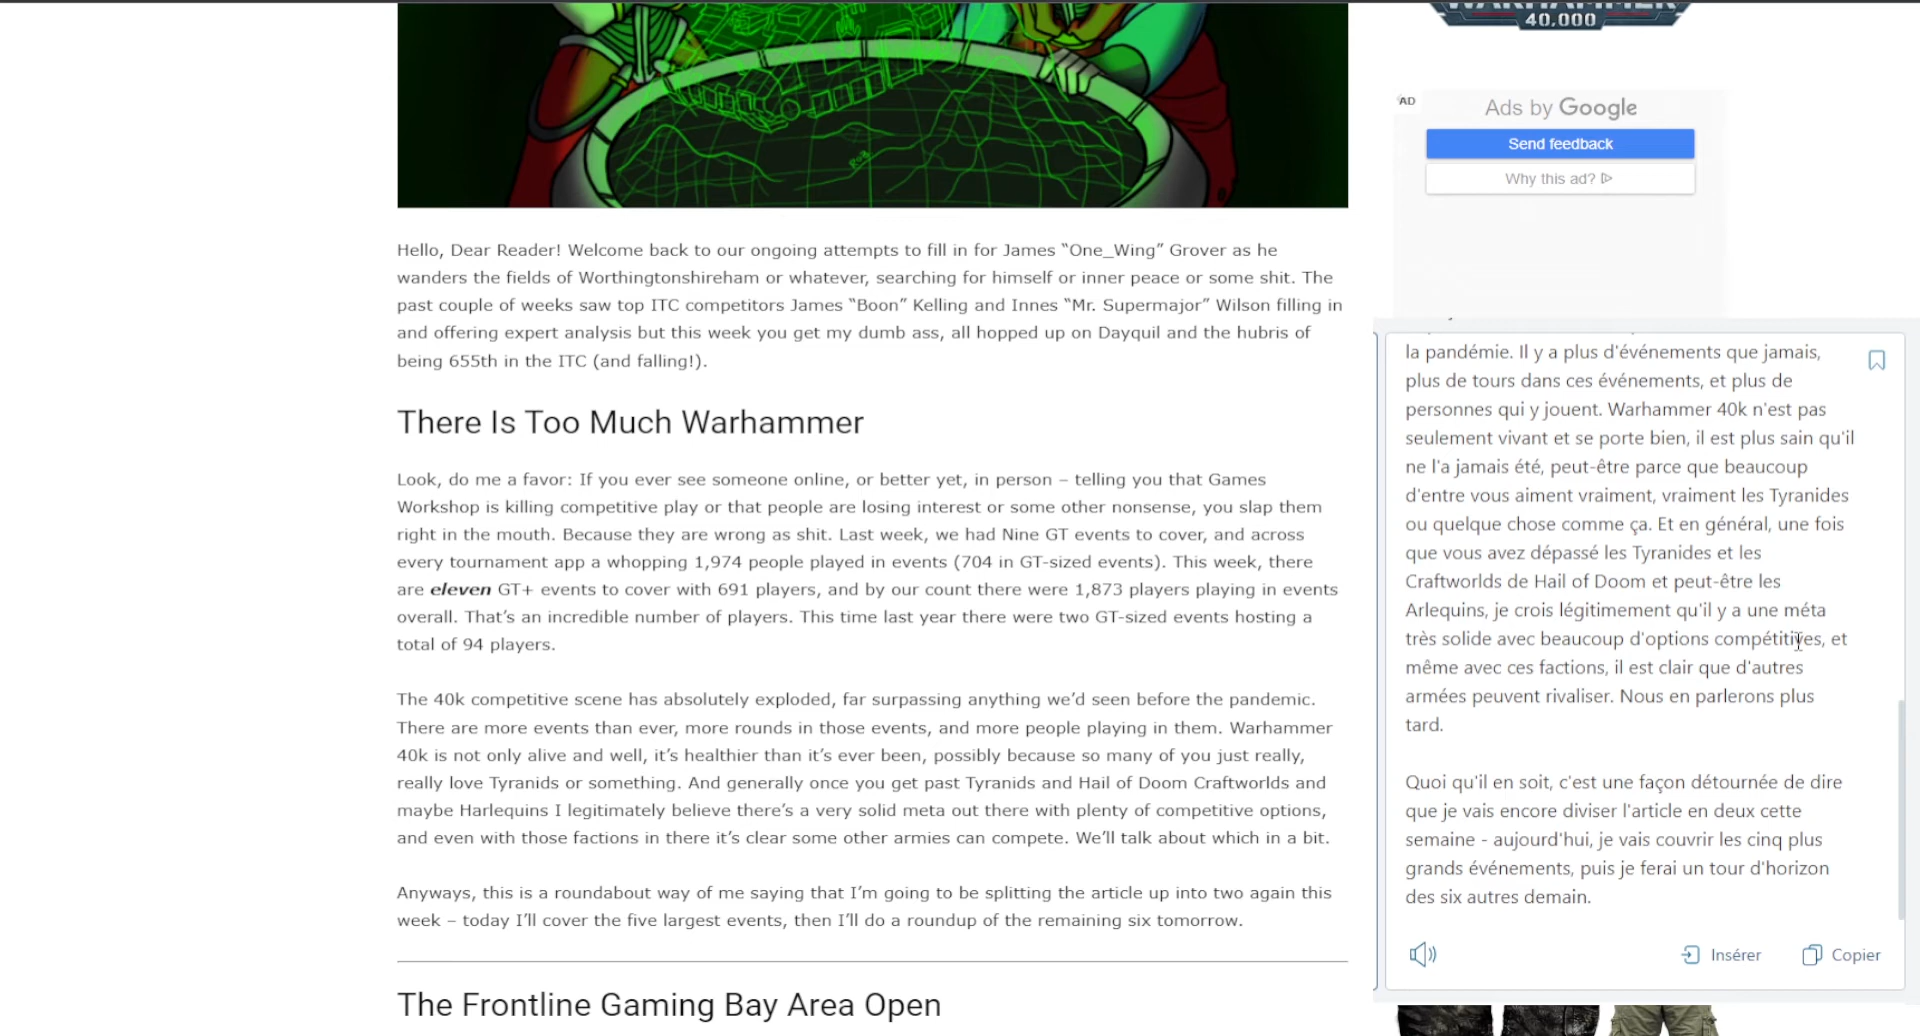 WARHAMMER
40,000
AD
Ads by Google
Send feedback
Why this ad?
Hello, Dear Reader! Welcome back to our ongoing attempts to fill in for James “One_Wing” Grover as he
wanders the fields of Worthingtonshireham or whatever, searching for himself or inner peace or some shit. The
past couple of weeks saw top ITC competitors James “Boon” Kelling and Innes “Mr. Supermajor” Wilson filling in
and offering expert analysis but this week you get my dumb ass, all hopped up on Dayquil and the hubris of
being 655th in the ITC (and falling!).
There Is Too Much Warhammer
Look, do me a favor: If you ever see someone online, or better yet, in person – telling you that Games
Workshop is killing competitive play or that people are losing interest or some other nonsense, you slap them
right in the mouth. Because they are wrong as shit. Last week, we had Nine GT events to cover, and across
every tournament app a whopping 1,974 people played in events (704 in GT-sized events). This week, there
are eleven GT+ events to cover with 691 players, and by our count there were 1,873 players playing in events
overall. That’s an incredible number of players. This time last year there were two GT-sized events hosting a
total of 94 players.
The 40k competitive scene has absolutely exploded, far surpassing anything we’d seen before the pandemic.
There are more events than ever, more rounds in those events, and more people playing in them. Warhammer
40k is not only alive and well, it’s healthier than it’s ever been, possibly because so many of you just really,
really love Tyranids or something. And generally once you get past Tyranids and Hail of Doom Craftworlds and
maybe Harlequins I legitimately believe there’s a very solid meta out there with plenty of competitive options,
and even with those factions in there it’s clear some other armies can compete. We’ll talk about which in a bit.
Anyways, this is a roundabout way of me saying that I’m going to be splitting the article up into two again this
week – today I’ll cover the five largest events, then I’ll do a roundup of the remaining six tomorrow.
The Frontline Gaming Bay Area Open
la pandémie. Il y a plus d'événements que jamais,
plus de tours dans ces événements, et plus de
personnes qui y jouent. Warhammer 40k n'est pas
seulement vivant et se porte bien, il est plus sain qu'il
ne l'a jamais été, peut-être parce que beaucoup
d'entre vous aiment vraiment, vraiment les Tyranides
ou quelque chose comme ça. Et en général, une fois
que vous avez dépassé les Tyranides et les
Craftworlds de Hail of Doom et peut-être les
Arlequins, je crois légitimement qu'il y a une méta
très solide avec beaucoup d'options compétitives, et
même avec ces factions, il est clair que d'autres
armées peuvent rivaliser. Nous en parlerons plus
tard.
Quoi qu'il en soit, c'est une façon détournée de dire
que je vais encore diviser l'article en deux cette
semaine - aujourd'hui, je vais couvrir les cinq plus
grands événements, puis je ferai un tour d'horizon
des six autres demain.
Insérer
Copier